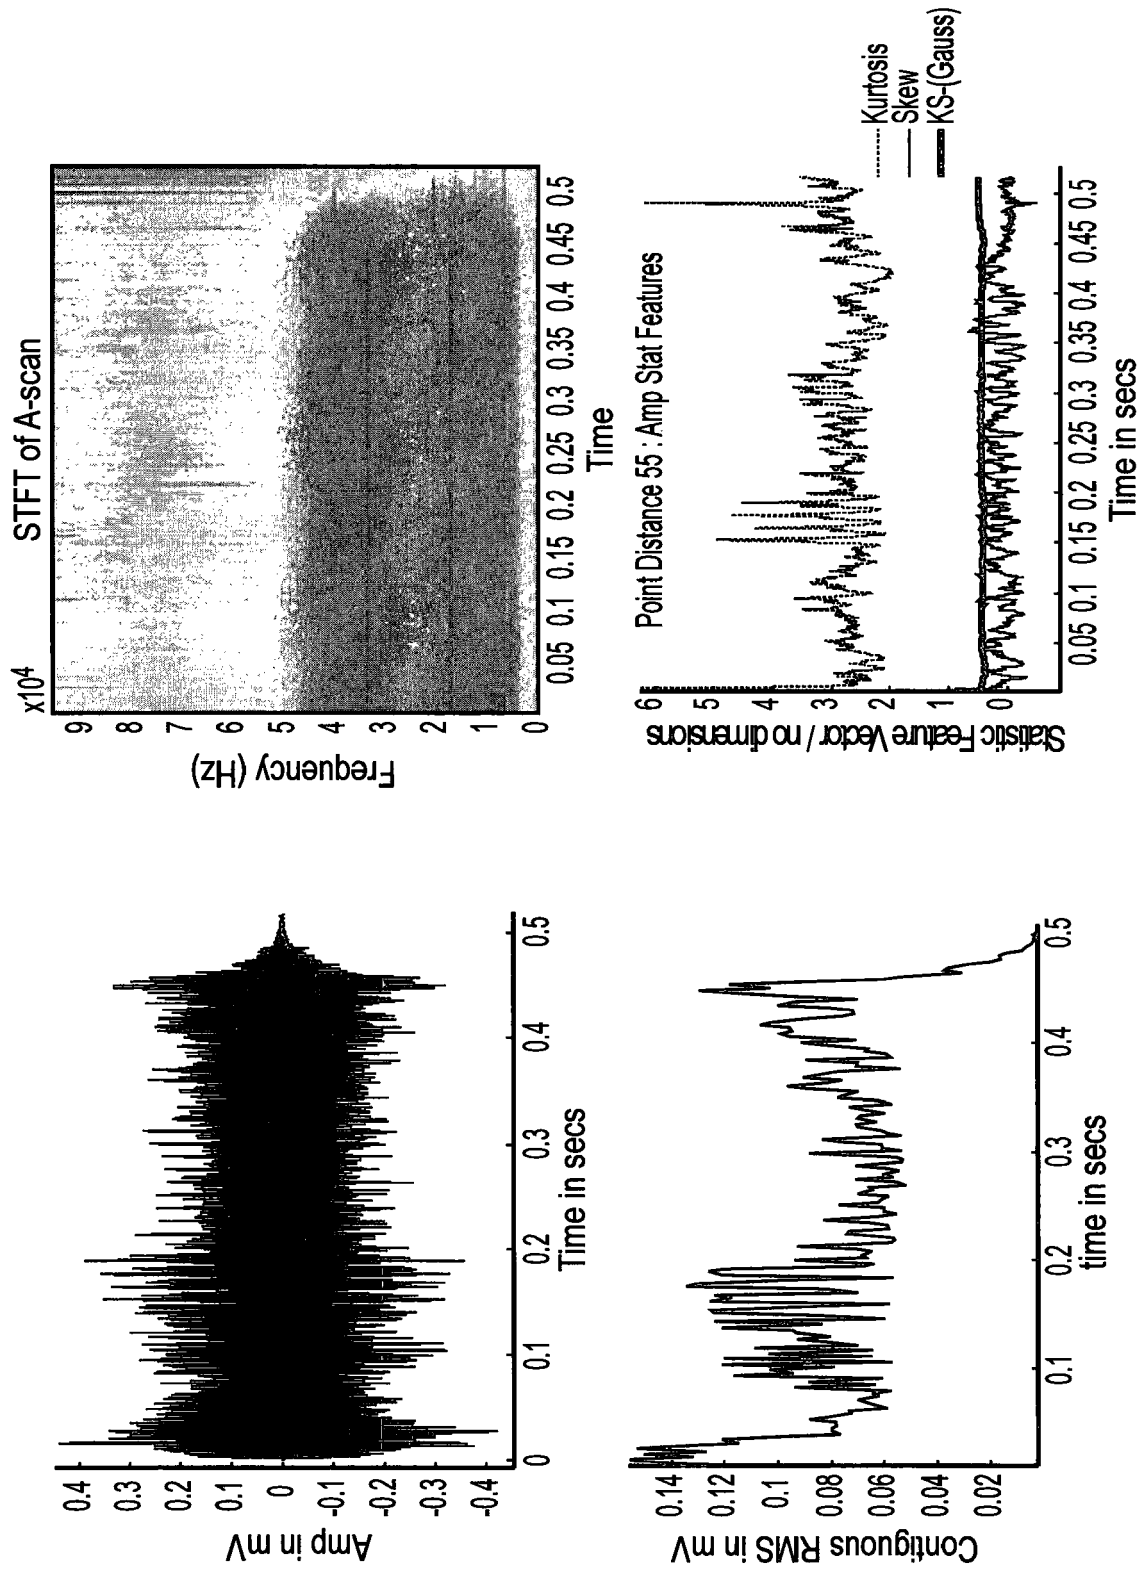 Amp in mV
0.4
0.3
0.2
0.1
0
-0.1
-0.2
-0.3
-0.4
0 0.1 0.2 0.3 0.4 0.5
Time in secs
STFT of A-scan
x10⁴
Frequency (Hz)
9
8
7
6
5
4
3
2
1
0
0.05 0.1 0.15 0.2 0.25 0.3 0.35 0.4 0.45 0.5
Time
Contiguous RMS in mV
0.14
0.12
0.1
0.08
0.06
0.04
0.02
0.1 0.2 0.3 0.4 0.5
time in secs
Point Distance 55 : Amp Stat Features
Statistic Feature Vector / no dimensions
6
5
4
3
2
1
0
0.05 0.1 0.15 0.2 0.25 0.3 0.35 0.4 0.45 0.5
Time in secs
Kurtosis
Skew
KS-(Gauss)